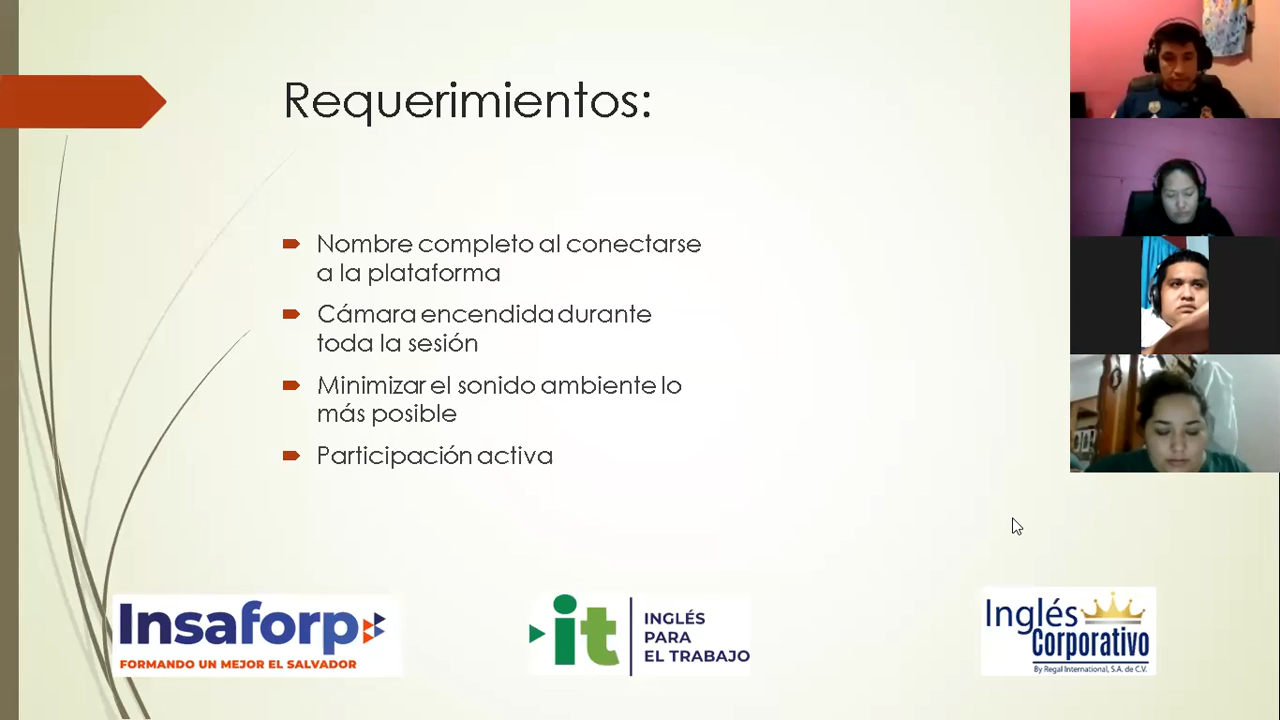 Requerimientos:
Nombre completo al conectarse
a la plataforma
Cámara encendida durante
toda la sesión
Minimizar el sonido ambiente lo
más posible
Participación activa
Insaforp
FORMANDO UN MEJOR EL SALVADOR
it
INGLÉS
PARA
EL TRABAJO
Inglés
Corporativo
By Regal International, S.A. de C.V.